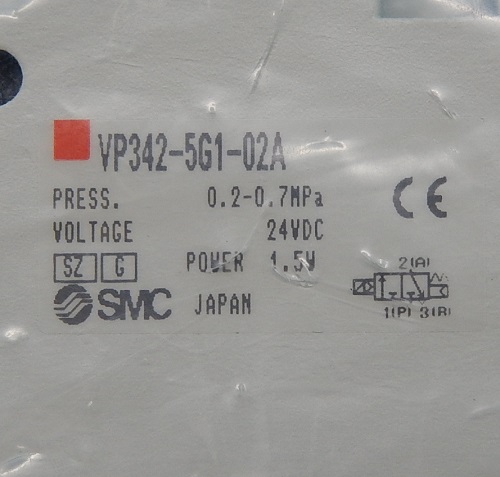 VP342-5G1-02A
PRESS. 0.2-0.7MPa
VOLTAGE 24VDC
SZ G POWER 1.5W
SMC JAPAN
CE
2(A)
1(P) 3(R)